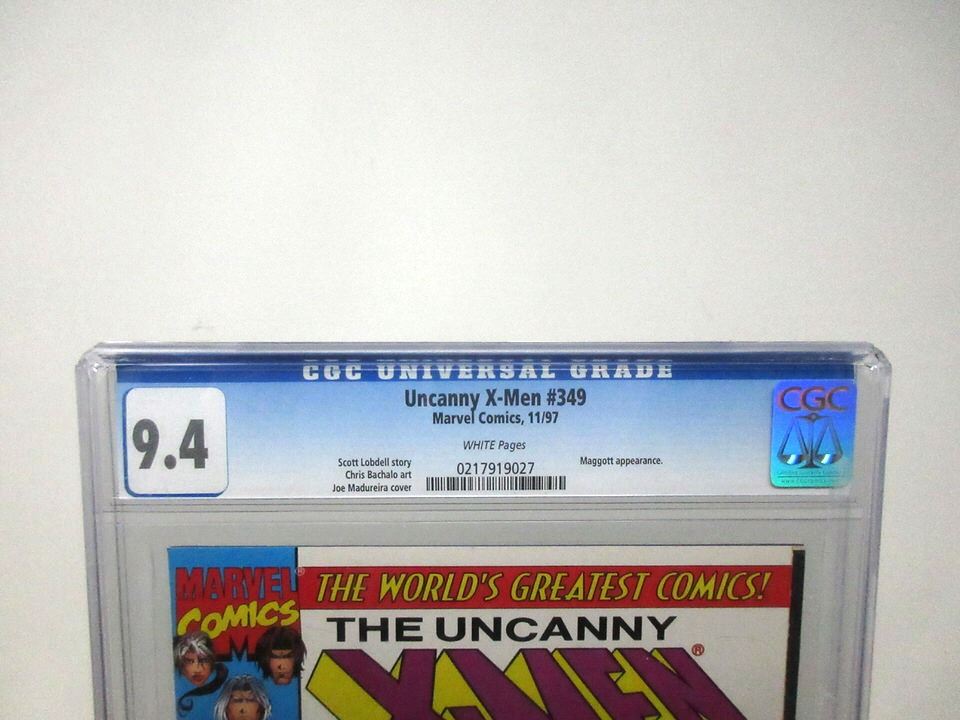 CGC UNIVERSAL GRADE
9.4
Uncanny X-Men #349
Marvel Comics, 11/97
WHITE Pages
Scott Lobdell story
Chris Bachalo art
Joe Madureira cover
0217919027
Maggott appearance.
CGC
MARVEL
COMICS
THE WORLD'S GREATEST COMICS!
THE UNCANNY
X-MEN®